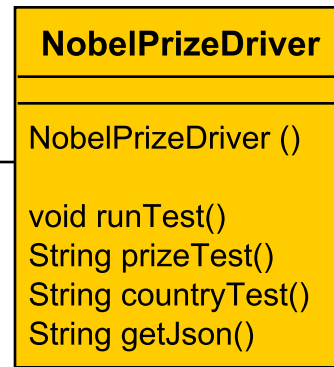 NobelPrizeDriver
NobelPrizeDriver ()
void runTest()
String prizeTest()
String countryTest()
String getJson()